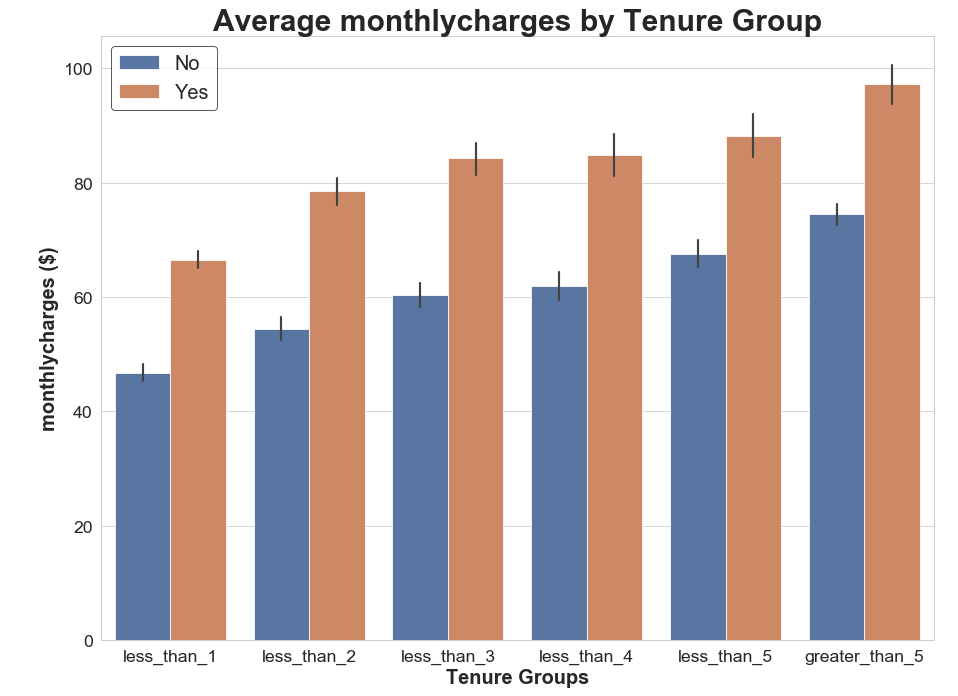 Average monthlycharges by Tenure Group
No
Yes
monthlycharges ($)
100
80
60
40
20
0
less_than_1 less_than_2 less_than_3 less_than_4 less_than_5 greater_than_5
Tenure Groups